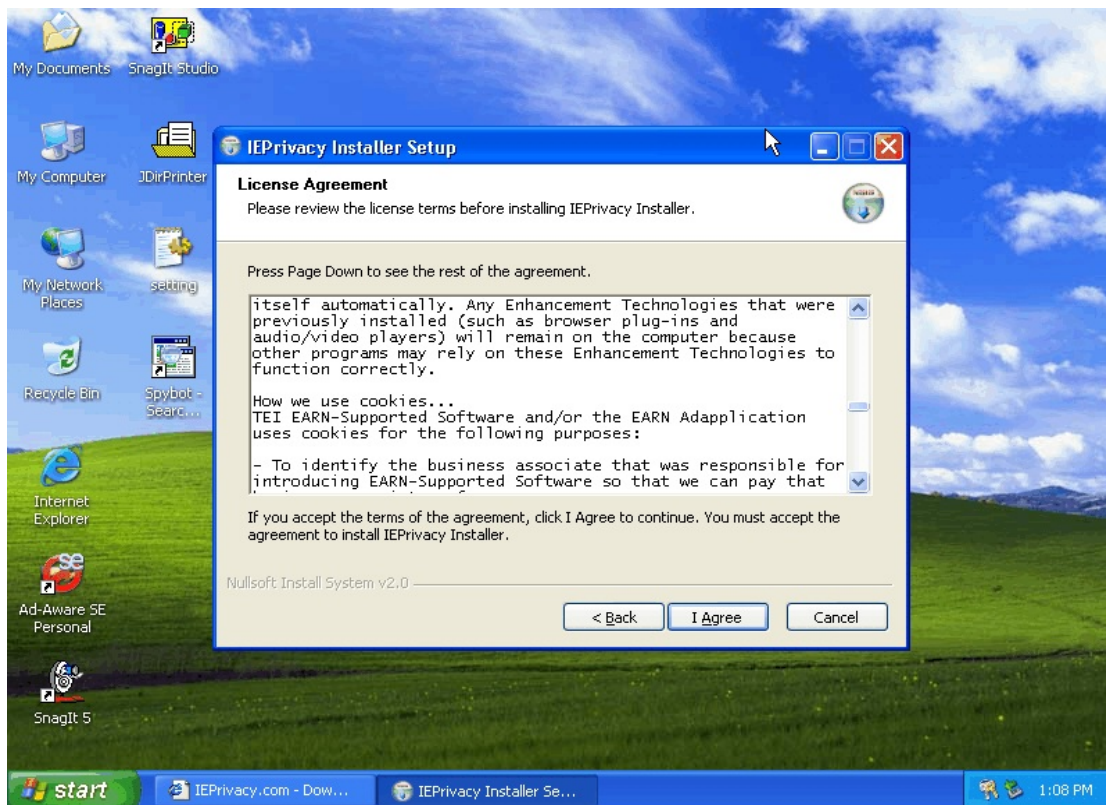 My Documents
SnagIt Studio
My Computer
JDirPrinter
IEPrivacy Installer Setup
License Agreement
Please review the license terms before installing IEPrivacy Installer.
My Network
Places
setting
Press Page Down to see the rest of the agreement.
itself automatically. Any Enhancement Technologies that were
previously installed (such as browser plug-ins and
audio/video players) will remain on the computer because
other programs may rely on these Enhancement Technologies to
function correctly.
How we use cookies...
TEI EARN-Supported Software and/or the EARN Adapplication
uses cookies for the following purposes:
- To identify the business associate that was responsible for
introducing EARN-Supported Software so that we can pay that
Recycle Bin
Spybot -
Searc...
Internet
Explorer
If you accept the terms of the agreement, click I Agree to continue. You must accept the
agreement to install IEPrivacy Installer.
Nullsoft Install System v2.0
Ad-Aware SE
Personal
< Back
I Agree
Cancel
SnagIt 5
start
IEPrivacy.com - Dow...
IEPrivacy Installer Se...
1:08 PM